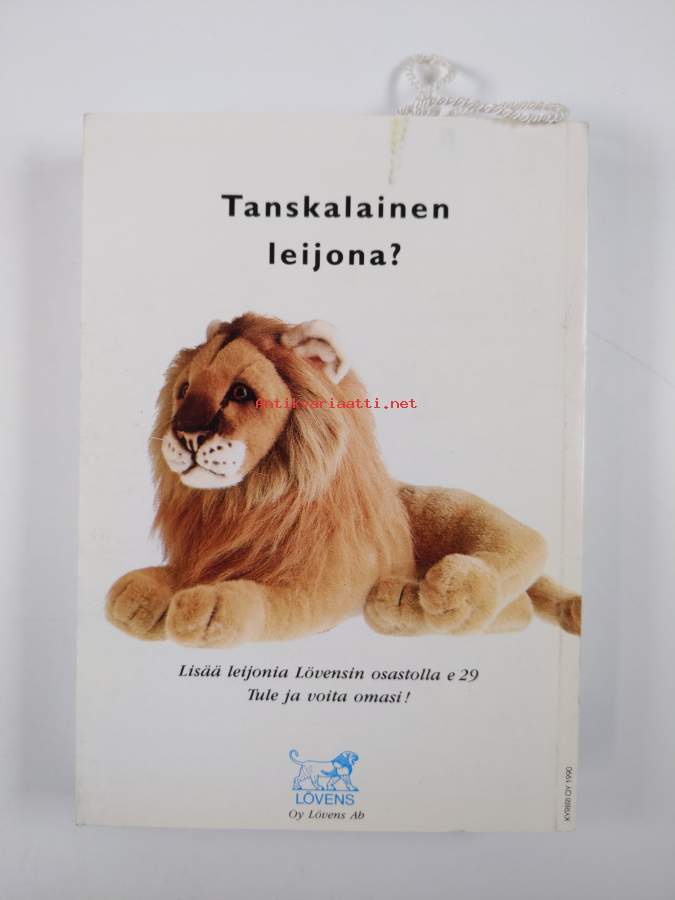 Tanskalainen
leijona?
Antikvariaatti.net
Lisää leijonia Lövensin osastolla e 29
Tule ja voita omasi!
LÖVENS
Oy Lövens Ab
KYRIIRI OY 1990